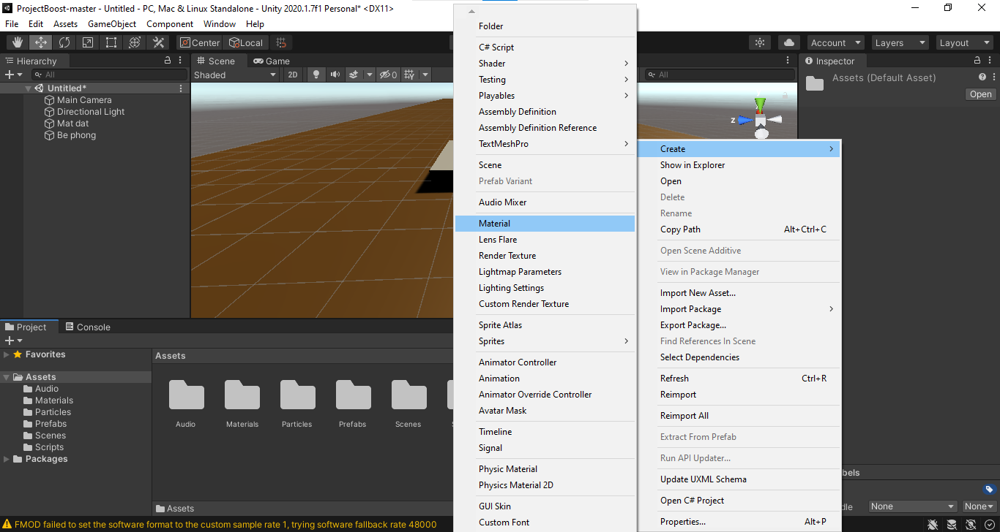 ProjectBoost-master - Untitled - PC, Mac & Linux Standalone - Unity 2020.1.7f1 Personal* <DX11>
File Edit Assets GameObject Component Window Help
Center Local Account Layers Layout
Hierarchy
All
Untitled*
Main Camera
Directional Light
Mat dat
Be phong
Scene Game
Shaded 2D 0 All
Z
Inspector
Assets (Default Asset)
Open
Folder
C# Script
Shader
Testing
Playables
Assembly Definition
Assembly Definition Reference
TextMeshPro
Scene
Prefab Variant
Audio Mixer
Material
Lens Flare
Render Texture
Lightmap Parameters
Lighting Settings
Custom Render Texture
Sprite Atlas
Sprites
Animator Controller
Animation
Animator Override Controller
Avatar Mask
Timeline
Signal
Physic Material
Physics Material 2D
GUI Skin
Custom Font
Create
Show in Explorer
Open
Delete
Rename
Copy Path Alt+Ctrl+C
Open Scene Additive
View in Package Manager
Import New Asset...
Import Package
Export Package...
Find References In Scene
Select Dependencies
Refresh Ctrl+R
Reimport
Reimport All
Extract From Prefab
Run API Updater...
Update UXML Schema
Open C# Project
Properties... Alt+P
Project Console
Favorites
Assets
Audio
Materials
Particles
Prefabs
Scenes
Scripts
Packages
Assets
Audio Materials Particles Prefabs Scenes
Assets
bels
dle None None
FMOD failed to set the software format to the custom sample rate 1, trying software fallback rate 48000